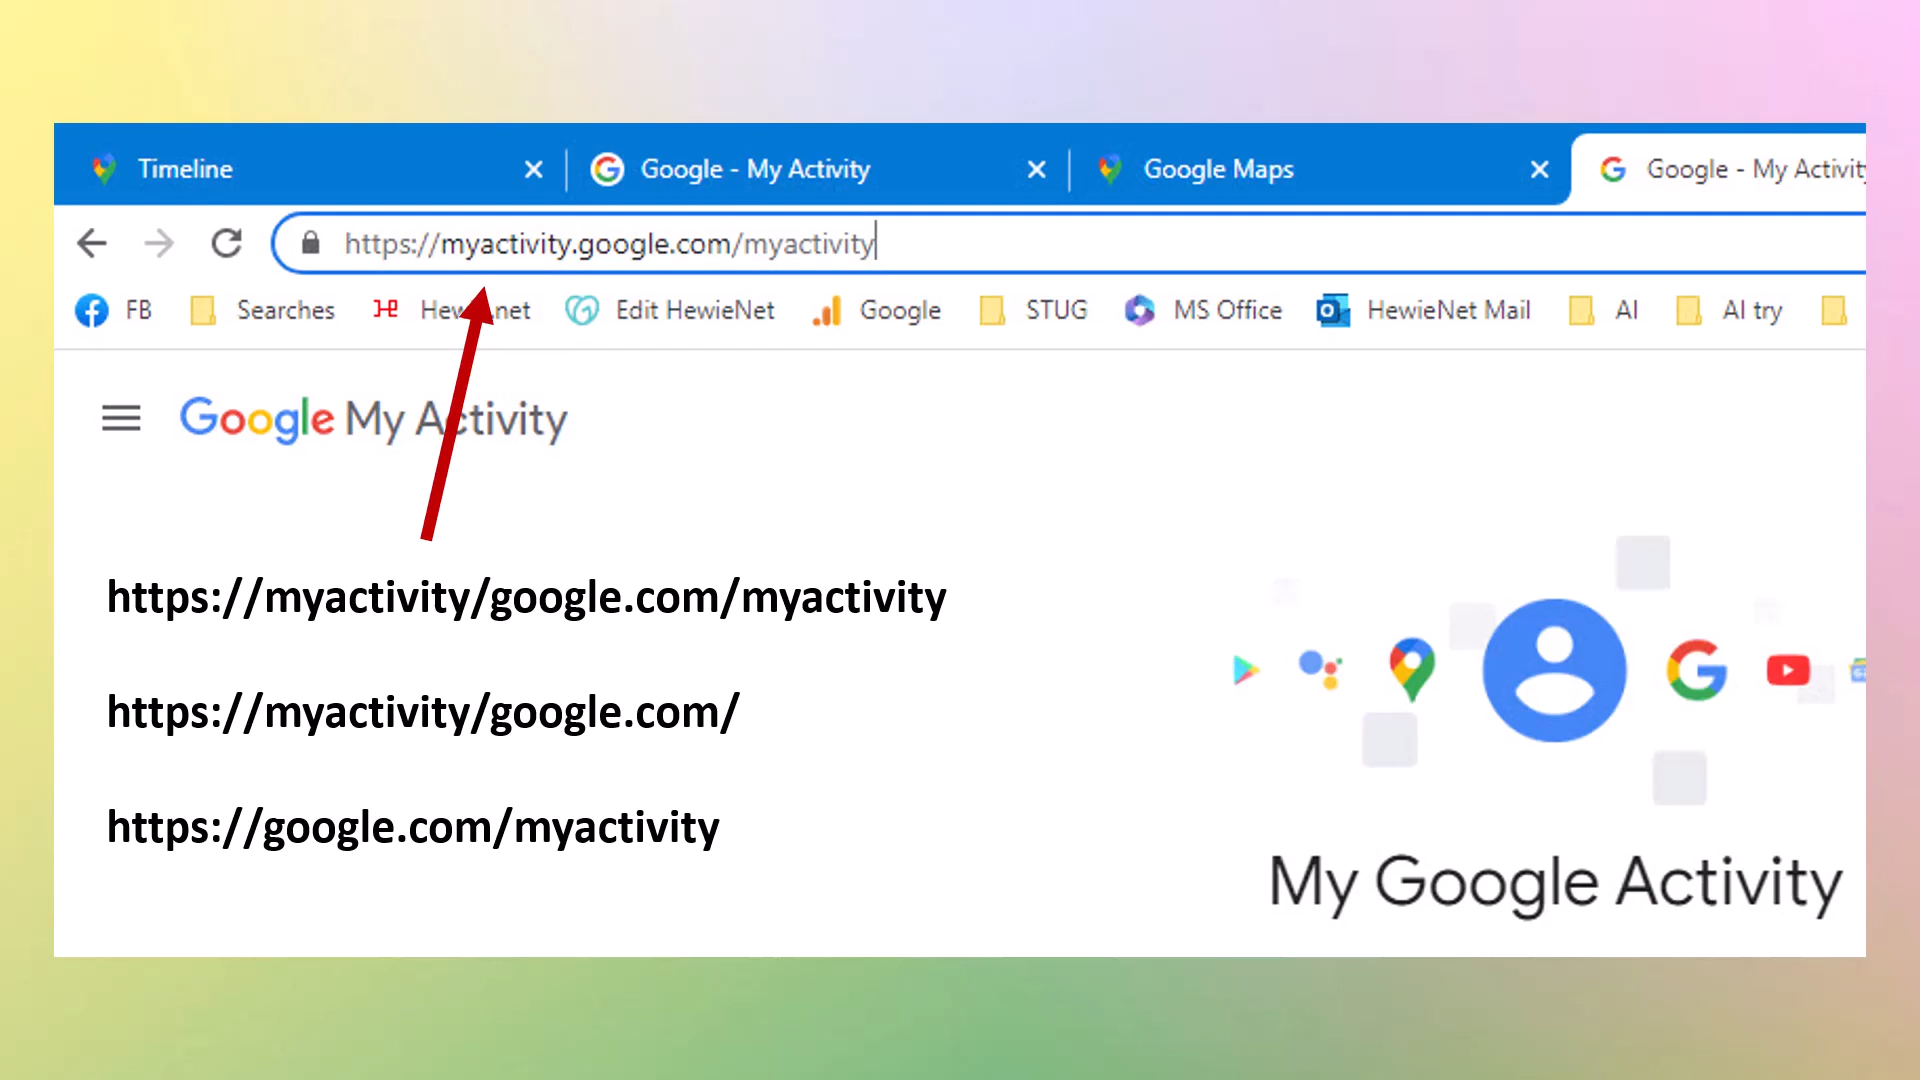 Timeline
Google - My Activity
Google Maps
Google - My Activity
https://myactivity.google.com/myactivity
FB Searches net Edit HewieNet Google STUG MS Office HewieNet Mail AI AI try
Google My Activity
https://myactivity/google.com/myactivity
https://myactivity/google.com/
https://google.com/myactivity
My Google Activity